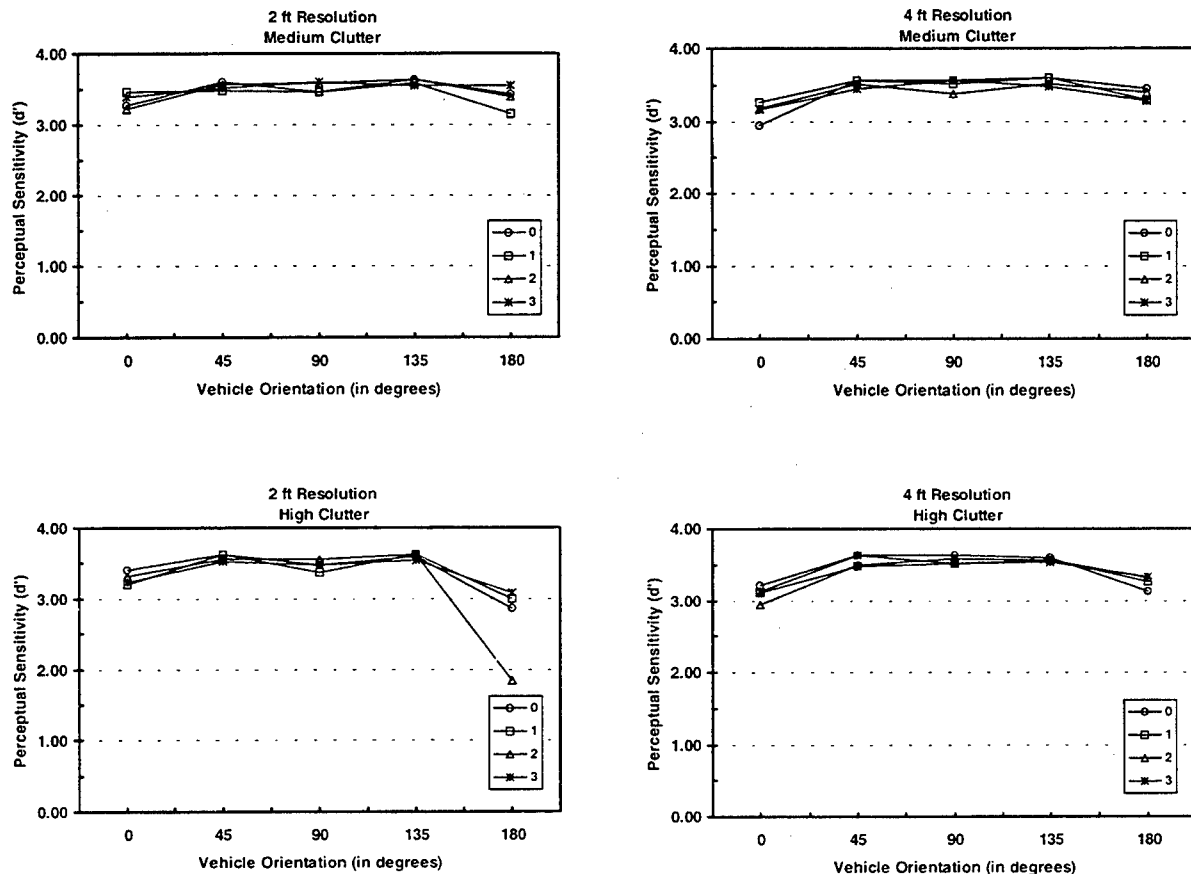 2 ft Resolution
Medium Clutter
Perceptual Sensitivity (d')
4.00
3.00
2.00
1.00
0.00
0
1
2
3
0 45 90 135 180
Vehicle Orientation (in degrees)
4 ft Resolution
Medium Clutter
Perceptual Sensitivity (d')
4.00
3.00
2.00
1.00
0.00
0
1
2
3
0 45 90 135 180
Vehicle Orientation (in degrees)
2 ft Resolution
High Clutter
Perceptual Sensitivity (d')
4.00
3.00
2.00
1.00
0.00
0
1
2
3
0 45 90 135 180
Vehicle Orientation (in degrees)
4 ft Resolution
High Clutter
Perceptual Sensitivity (d')
4.00
3.00
2.00
1.00
0.00
0
1
2
3
0 45 90 135 180
Vehicle Orientation (in degrees)